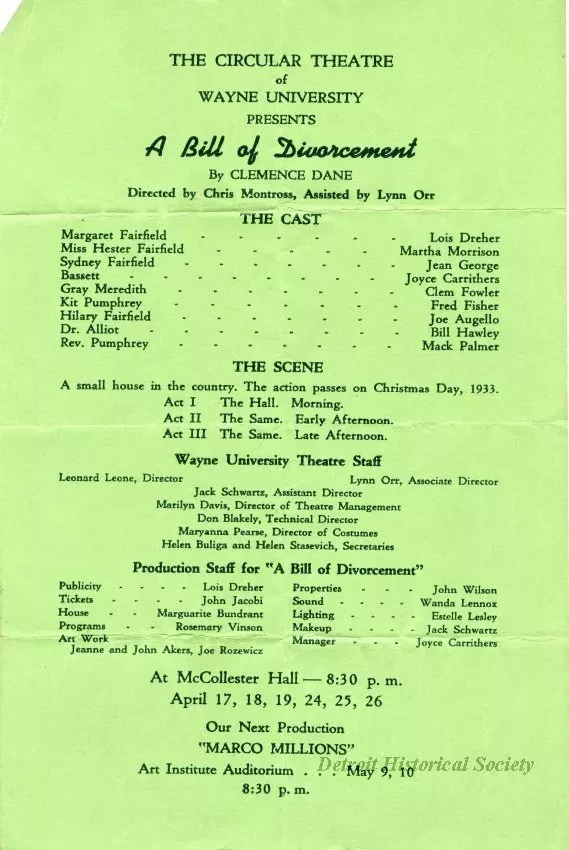 THE CIRCULAR THEATRE
of
WAYNE UNIVERSITY
PRESENTS
A Bill of Divorcement
By CLEMENCE DANE
Directed by Chris Montross, Assisted by Lynn Orr
THE CAST
Margaret Fairfield - - - - - - Lois Dreher
Miss Hester Fairfield - - - - - Martha Morrison
Sydney Fairfield - - - - - - - Jean George
Bassett - - - - - - - - Joyce Carrithers
Gray Meredith - - - - - - - Clem Fowler
Kit Pumphrey - - - - - - - Fred Fisher
Hilary Fairfield - - - - - - - Joe Augello
Dr. Alliot - - - - - - - - Bill Hawley
Rev. Pumphrey - - - - - - - Mack Palmer
THE SCENE
A small house in the country. The action passes on Christmas Day, 1933.
Act I The Hall. Morning.
Act II The Same. Early Afternoon.
Act III The Same. Late Afternoon.
Wayne University Theatre Staff
Leonard Leone, Director Lynn Orr, Associate Director
Jack Schwartz, Assistant Director
Marilyn Davis, Director of Theatre Management
Don Blakely, Technical Director
Maryanna Pearse, Director of Costumes
Helen Buliga and Helen Stasevich, Secretaries
Production Staff for "A Bill of Divorcement"
Publicity - - - - Lois Dreher
Tickets - - - - John Jacobi
House - - Marguarite Bundrant
Programs - - - Rosemary Vinson
Art Work
Jeanne and John Akers, Joe Rozewicz
Properties - - - John Wilson
Sound - - - - Wanda Lennox
Lighting - - - - Estelle Lesley
Makeup - - - - Jack Schwartz
Manager - - - Joyce Carrithers
At McCollester Hall — 8:30 p. m.
April 17, 18, 19, 24, 25, 26
Our Next Production
"MARCO MILLIONS"
Art Institute Auditorium . . . May 9, 10
8:30 p. m.
Detroit Historical Society